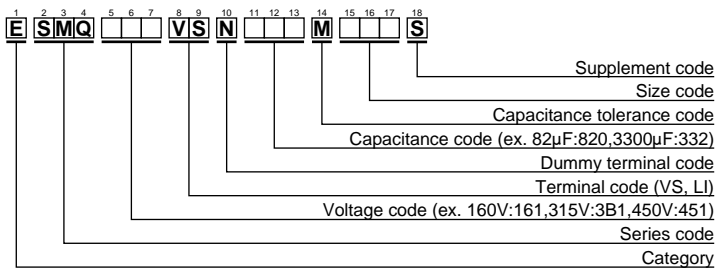 1 2 3 4 5 6 7 8 9 10 11 12 13 14 15 16 17 18
E S M Q V S N M S
Supplement code
Size code
Capacitance tolerance code
Capacitance code (ex. 82µF:820,3300µF:332)
Dummy terminal code
Terminal code (VS, LI)
Voltage code (ex. 160V:161,315V:3B1,450V:451)
Series code
Category